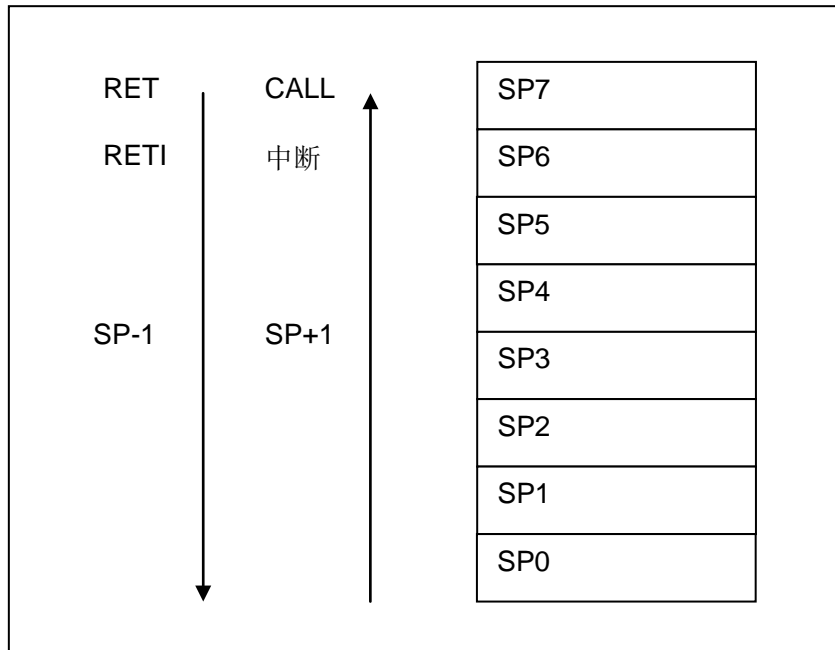 RET CALL SP7
RETI 中断 SP6
SP5
SP4
SP-1 SP+1 SP3
SP2
SP1
SP0